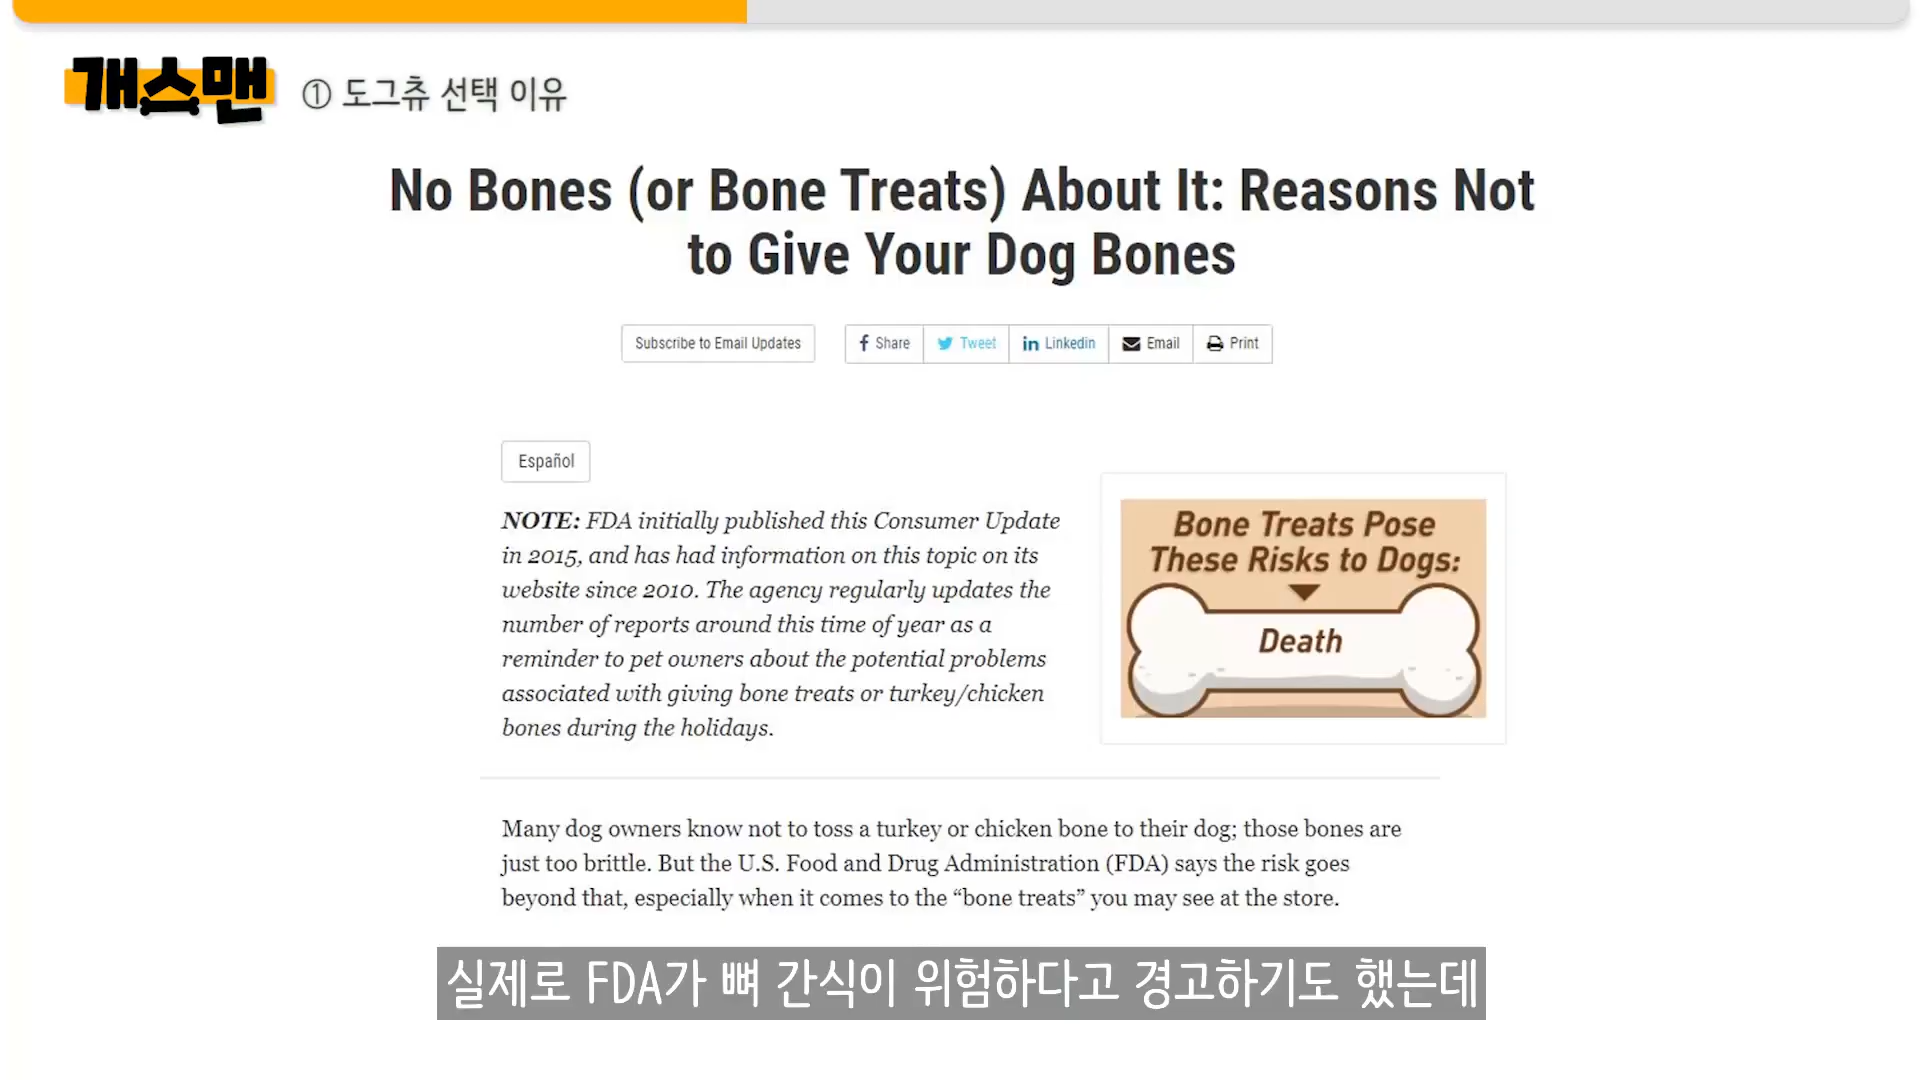 개스맨 ① 도그츄 선택 이유
No Bones (or Bone Treats) About It: Reasons Not
to Give Your Dog Bones
Subscribe to Email Updates
Share
Tweet
in Linkedin
Email
Print
Español
NOTE: FDA initially published this Consumer Update
in 2015, and has had information on this topic on its
website since 2010. The agency regularly updates the
number of reports around this time of year as a
reminder to pet owners about the potential problems
associated with giving bone treats or turkey/chicken
bones during the holidays.
Bone Treats Pose
These Risks to Dogs:
Death
Many dog owners know not to toss a turkey or chicken bone to their dog; those bones are
just too brittle. But the U.S. Food and Drug Administration (FDA) says the risk goes
beyond that, especially when it comes to the “bone treats” you may see at the store.
실제로 FDA가 뼈 간식이 위험하다고 경고하기도 했는데